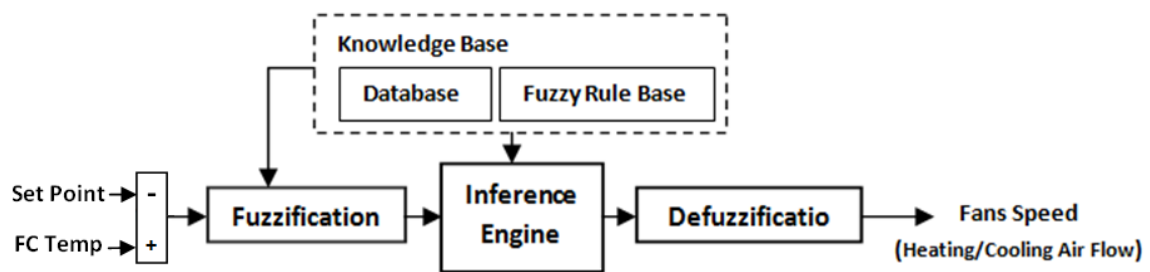 Knowledge Base
Database
Fuzzy Rule Base
Set Point
-
FC Temp
+
Fuzzification
Inference
Engine
Defuzzificatio
Fans Speed
(Heating/Cooling Air Flow)